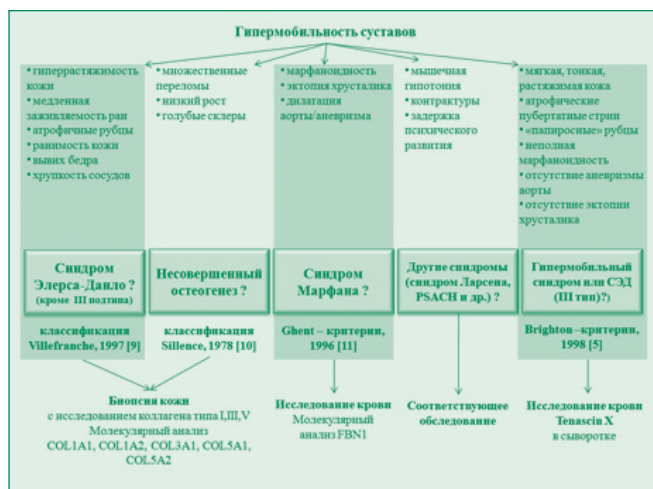 Гипермобильность суставов
• гиперрастяжимость
кожи
• медленная
заживляемость ран
• атрофичные рубцы
• ранимость кожи
• вывих бедра
• хрупкость сосудов
• множественные
переломы
• низкий рост
• голубые склеры
• марфаноидность
• эктопия хрусталика
• дилатация
аорты/аневризма
• мышечная
гипотония
• контрактуры
• задержка
психического
развития
• мягкая, тонкая,
растяжимая кожа
• атрофические
пубертатные стрии
• «папиросные» рубцы
• неполная
марфаноидность
• отсутствие аневризмы
аорты
• отсутствие эктопии
хрусталика
Синдром
Элерса-Данло ?
(кроме III подтипа)
Несовершенный
остеогенез ?
Синдром
Марфана ?
Другие синдромы
(синдром Ларсена,
PSACH и др.) ?
Гипермобильный
синдром или СЭД
(III тип)?)
классификация
Villefranche, 1997 [9]
классификация
Sillence, 1978 [10]
Ghent – критерии,
1996 [11]
Brighton –критерии,
1998 [5]
Биопсия кожи
с исследованием коллагена типа I,III,V
Молекулярный анализ
COL1A1, COL1A2, COL3A1, COL5A1,
COL5A2
Исследование крови
Молекулярный
анализ FBN1
Соответствующее
обследование
Исследование крови
Tenascin X
в сыворотке